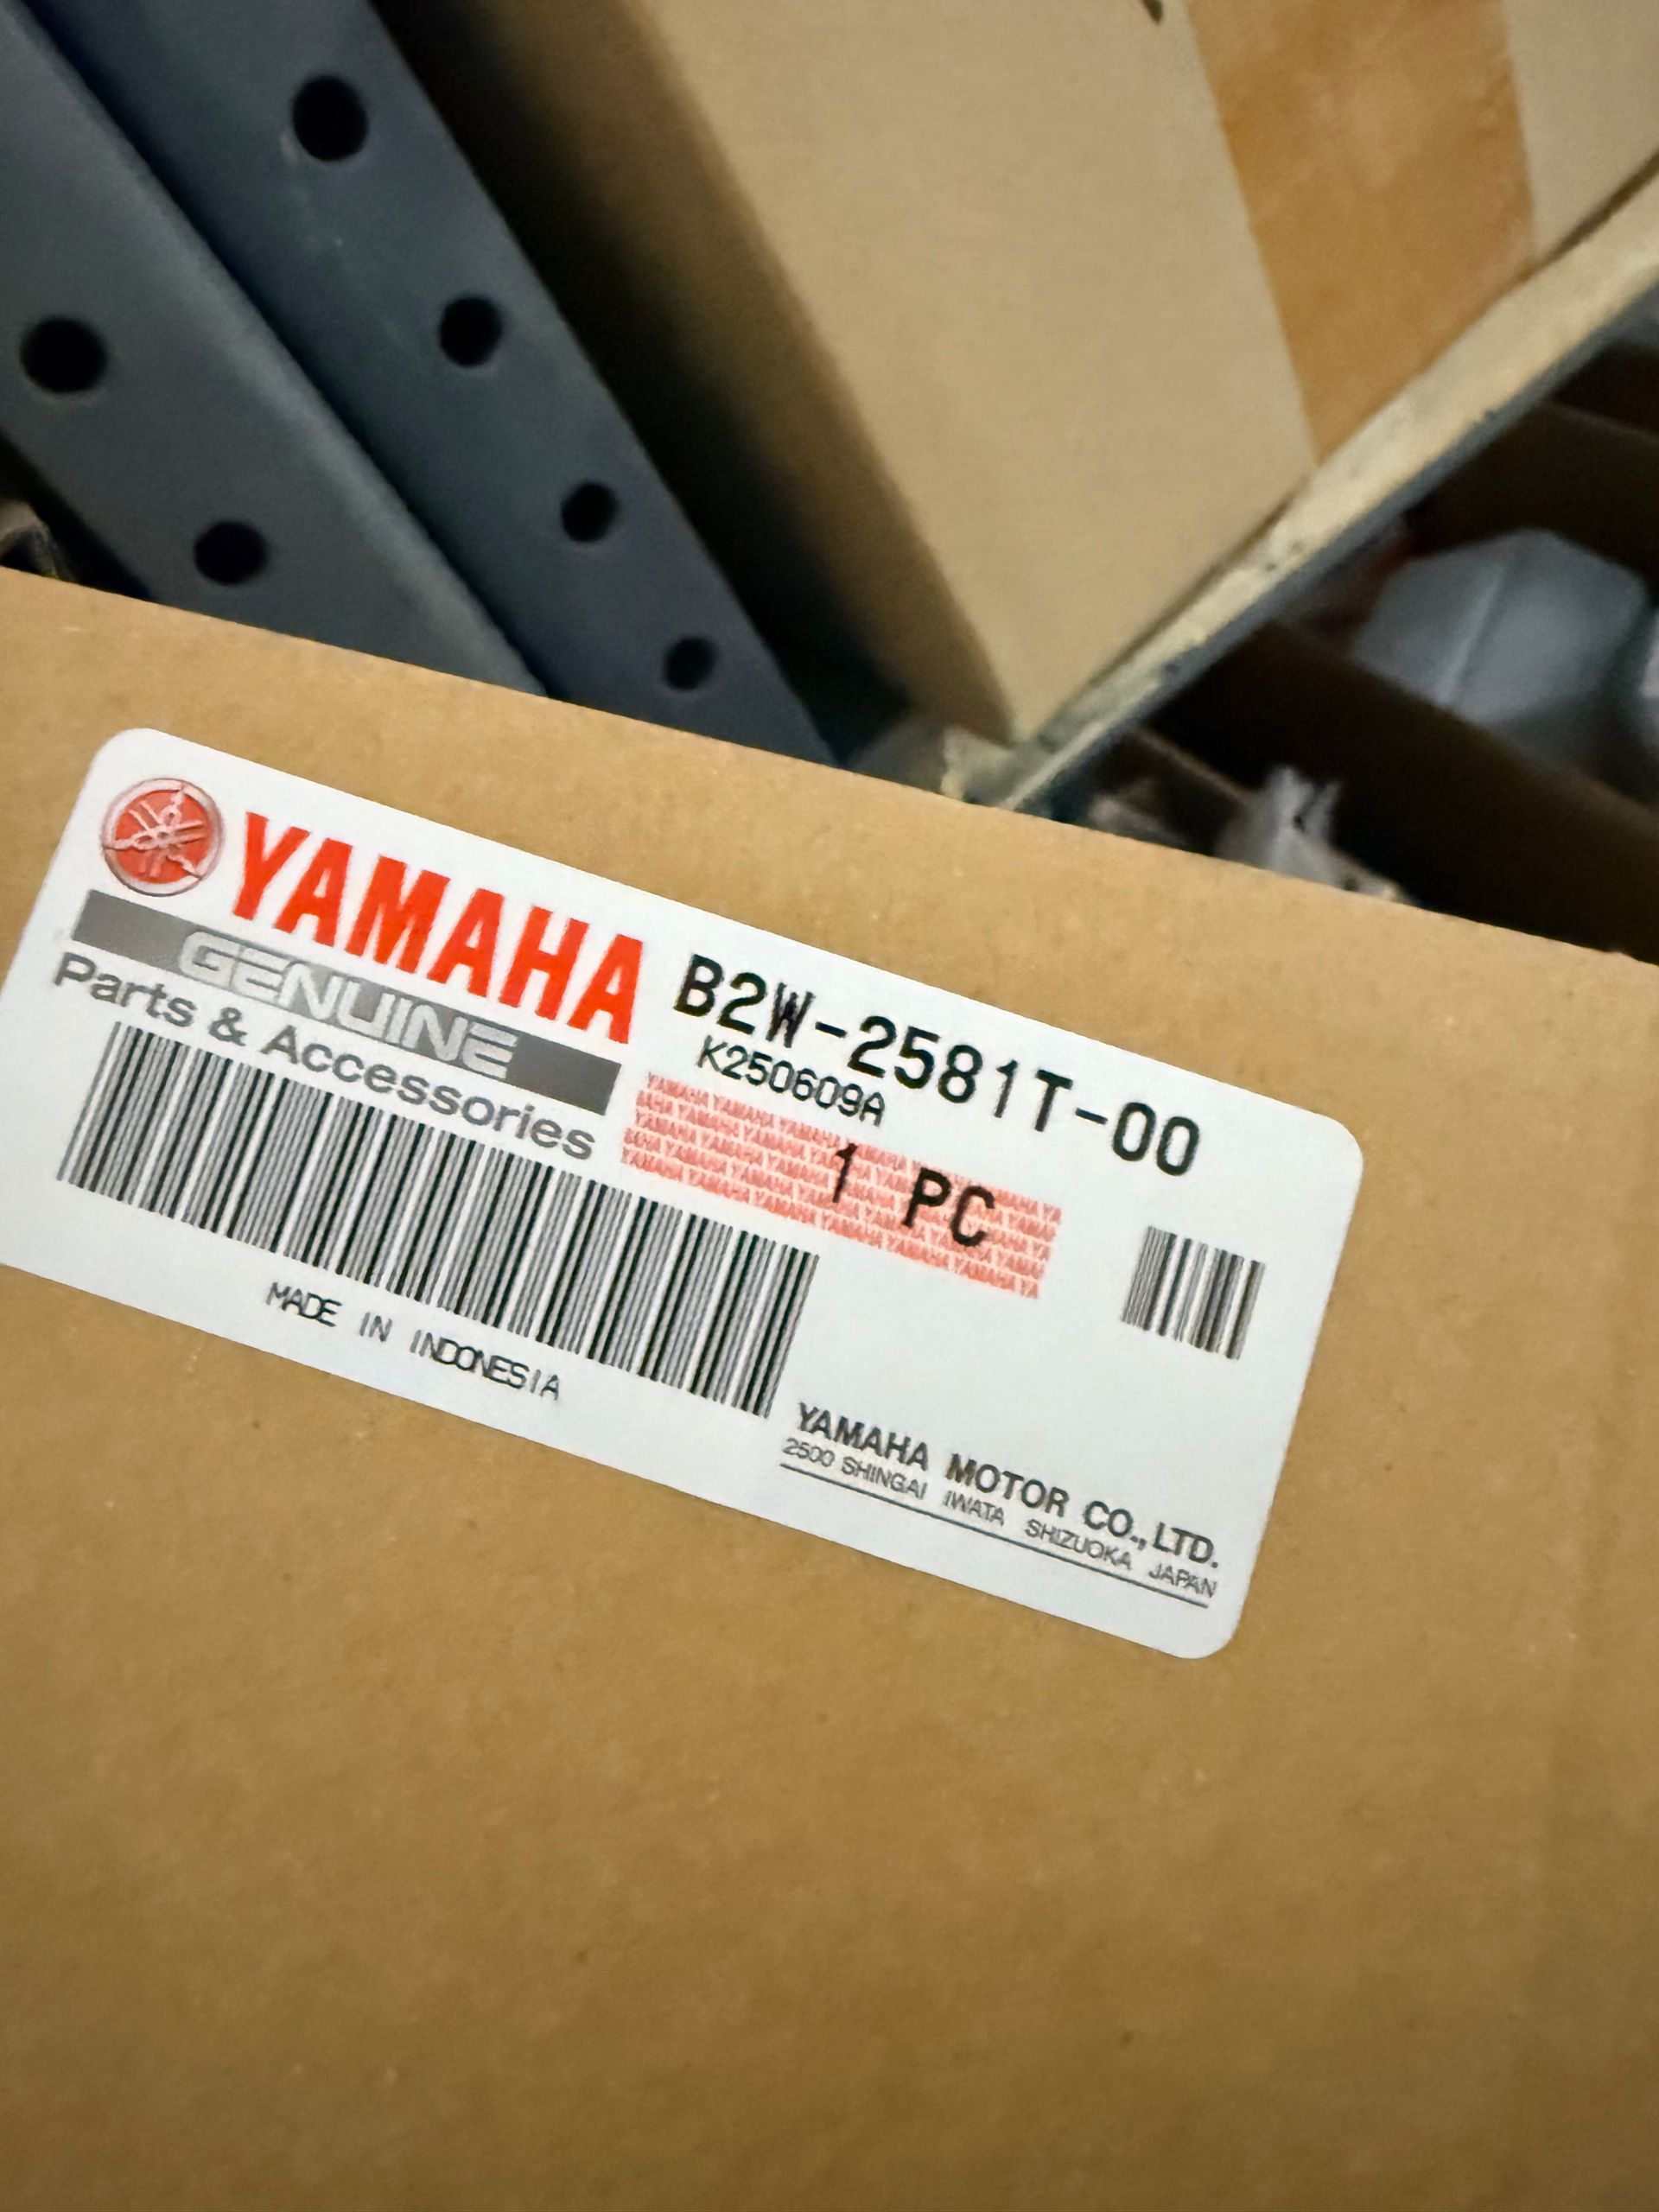 YAMAHA
GENUINE
Parts & Accessories
B2W-2581T-00
K250609A
1 PC
MADE IN INDONESIA
YAMAHA MOTOR CO., LTD.
2500 SHINGAI IWATA SHIZUOKA JAPAN